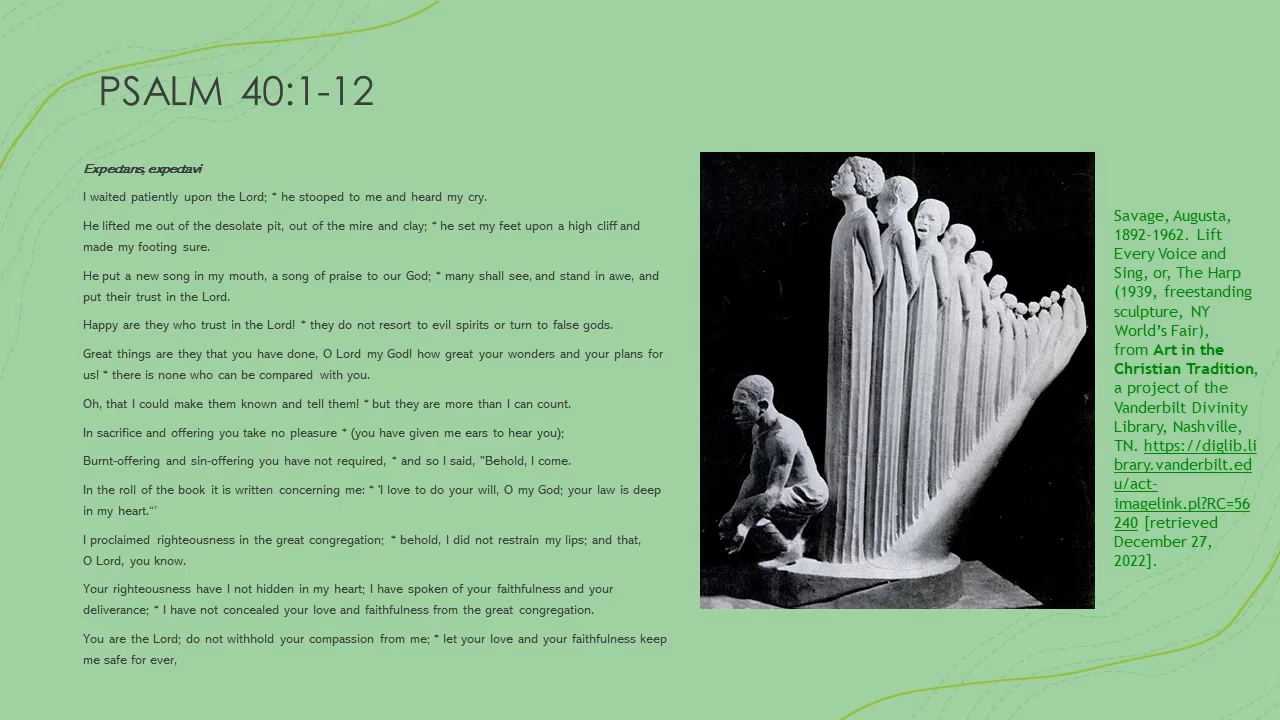 PSALM 40:1-12
Expectans, expectavi
I waited patiently upon the Lord; * he stooped to me and heard my cry.
He lifted me out of the desolate pit, out of the mire and clay; * he set my feet upon a high cliff and
made my footing sure.
He put a new song in my mouth, a song of praise to our God; * many shall see, and stand in awe, and
put their trust in the Lord.
Happy are they who trust in the Lord! * they do not resort to evil spirits or turn to false gods.
Great things are they that you have done, O Lord my God! how great your wonders and your plans for
us! * there is none who can be compared with you.
Oh, that I could make them known and tell them! * but they are more than I can count.
In sacrifice and offering you take no pleasure * (you have given me ears to hear you);
Burnt-offering and sin-offering you have not required, * and so I said, "Behold, I come.
In the roll of the book it is written concerning me: * 'I love to do your will, O my God; your law is deep
in my heart."'
I proclaimed righteousness in the great congregation; * behold, I did not restrain my lips; and that,
O Lord, you know.
Your righteousness have I not hidden in my heart; I have spoken of your faithfulness and your
deliverance; * I have not concealed your love and faithfulness from the great congregation.
You are the Lord; do not withhold your compassion from me; * let your love and your faithfulness keep
me safe for ever,
Savage, Augusta,
1892-1962. Lift
Every Voice and
Sing, or, The Harp
(1939, freestanding
sculpture, NY
World's Fair),
from Art in the
Christian Tradition,
a project of the
Vanderbilt Divinity
Library, Nashville,
TN. https://diglib.li
brary.vanderbilt.ed
u/act-
imagelink.pl?RC=56
240 [retrieved
December 27,
2022].